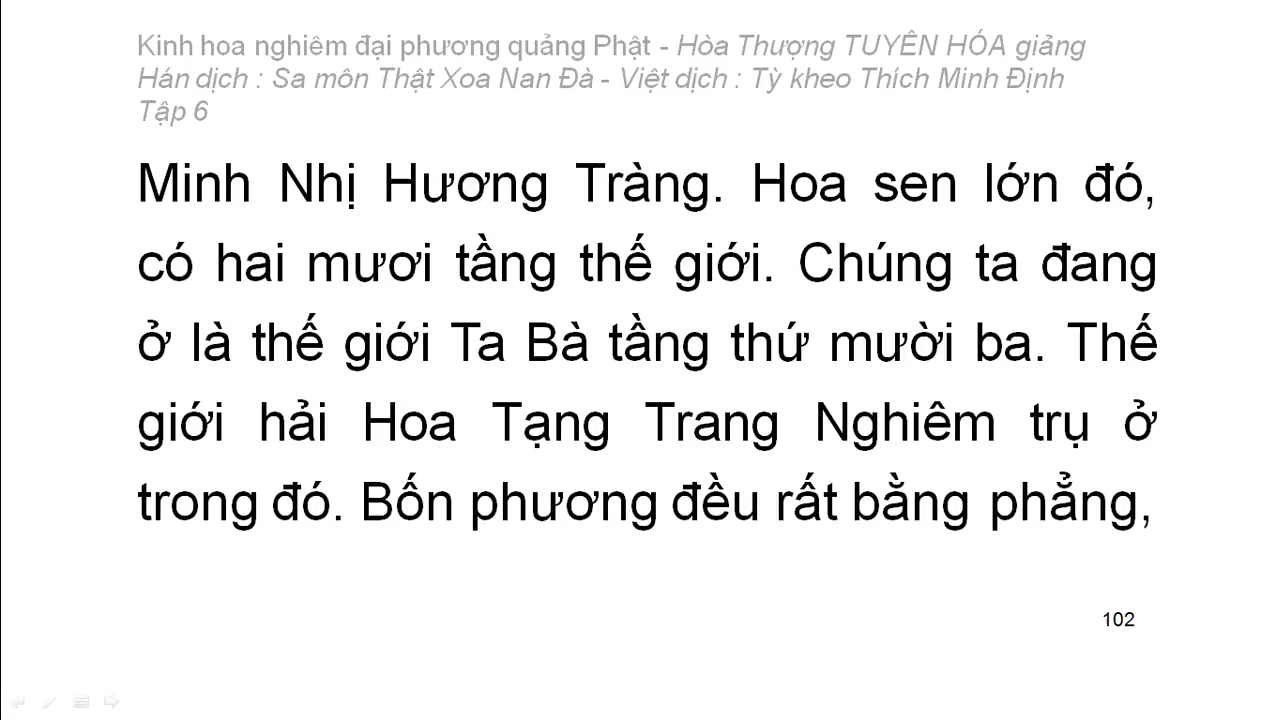 Kinh hoa nghiêm đại phương quảng Phật - Hòa Thượng TUYÊN HÓA giảng
Hán dịch : Sa môn Thật Xoa Nan Đà - Việt dịch : Tỳ kheo Thích Minh Định
Tập 6
Minh Nhị Hương Tràng. Hoa sen lớn đó,
có hai mươi tầng thế giới. Chúng ta đang
ở là thế giới Ta Bà tầng thứ mười ba. Thế
giới hải Hoa Tạng Trang Nghiêm trụ ở
trong đó. Bốn phương đều rất bằng phẳng,
102